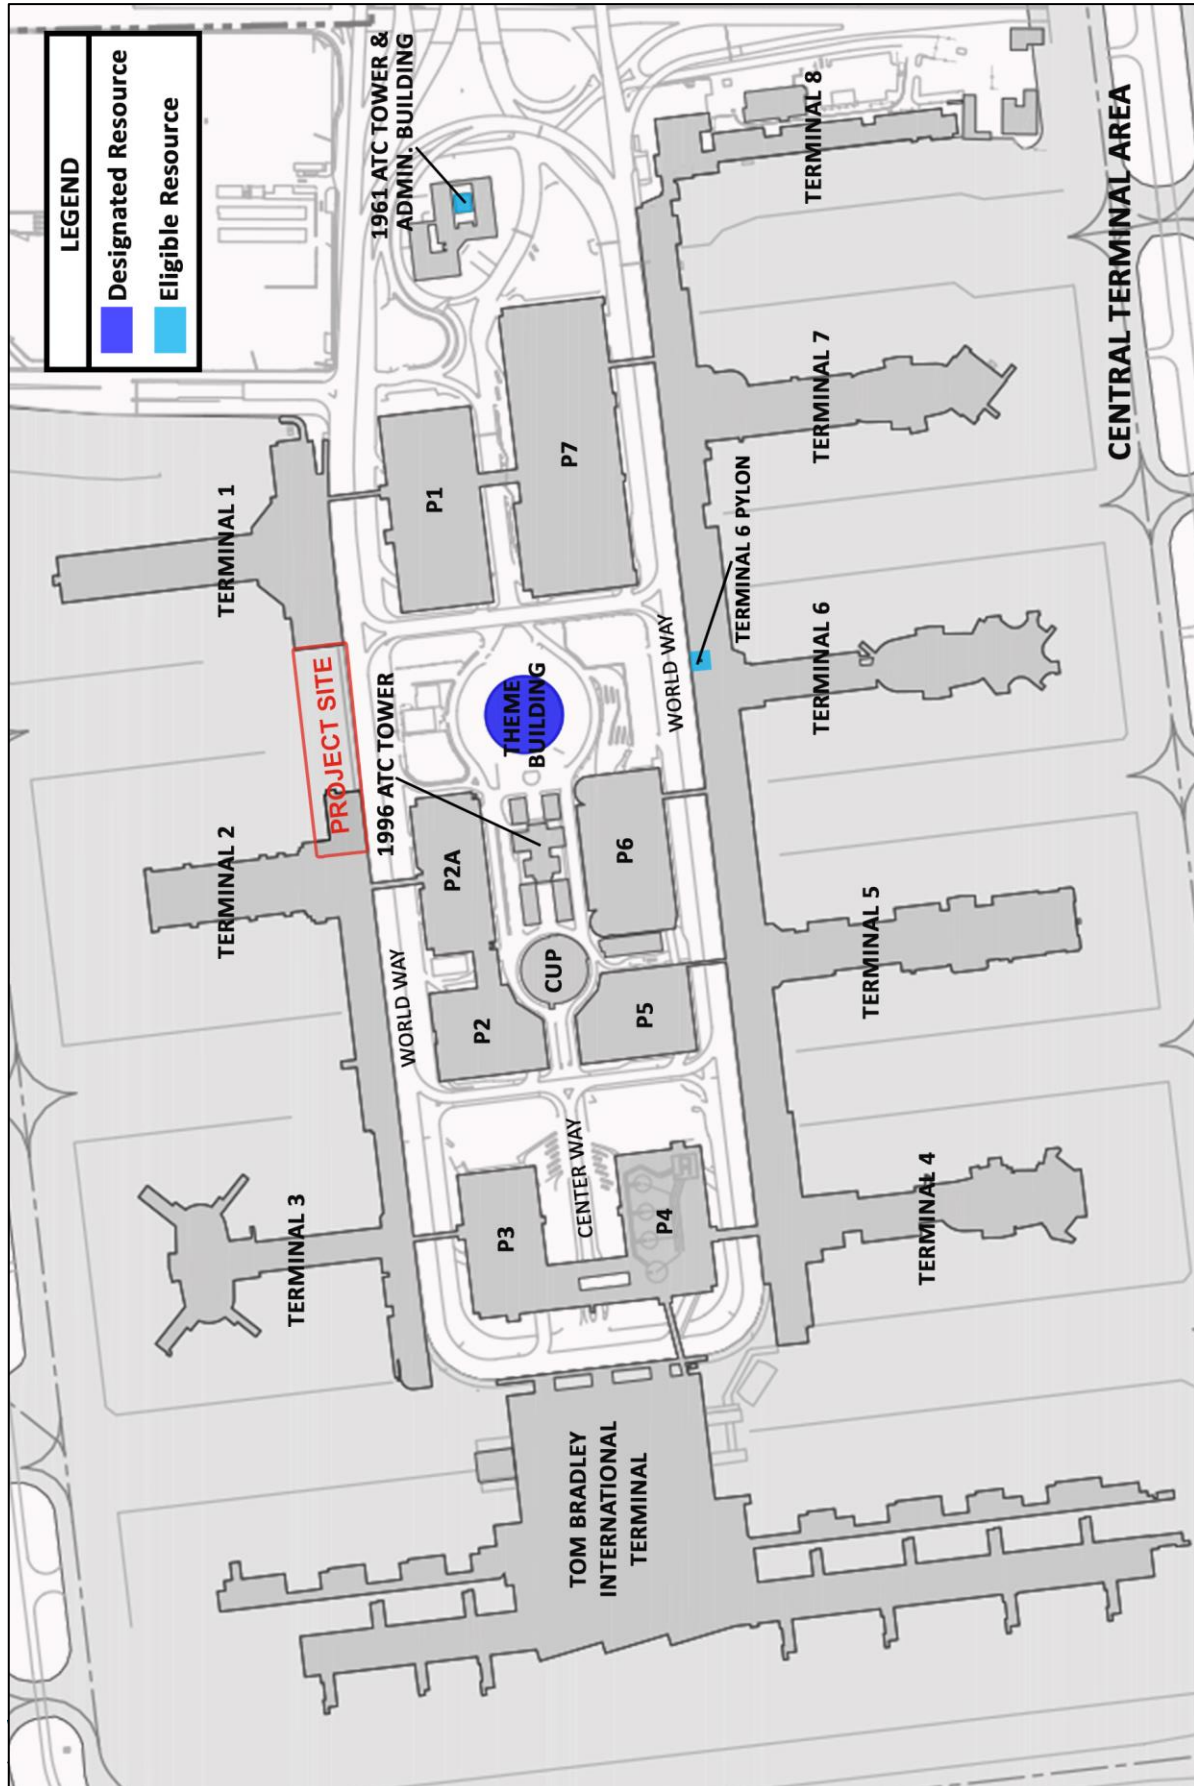 LEGEND
Designated Resource
Eligible Resource
1961 ATC TOWER &
ADMIN. BUILDING
TERMINAL 1
TERMINAL 2
TERMINAL 3
PROJECT SITE
1996 ATC TOWER
WORLD WAY
P1
P7
P2A
P2
P3
THEME
BUILDING
CUP
P6
P5
P4
CENTER WAY
WORLD WAY
TERMINAL 6 PYLON
TOM BRADLEY
INTERNATIONAL
TERMINAL
TERMINAL 4
TERMINAL 5
TERMINAL 6
TERMINAL 7
TERMINAL 8
CENTRAL TERMINAL AREA